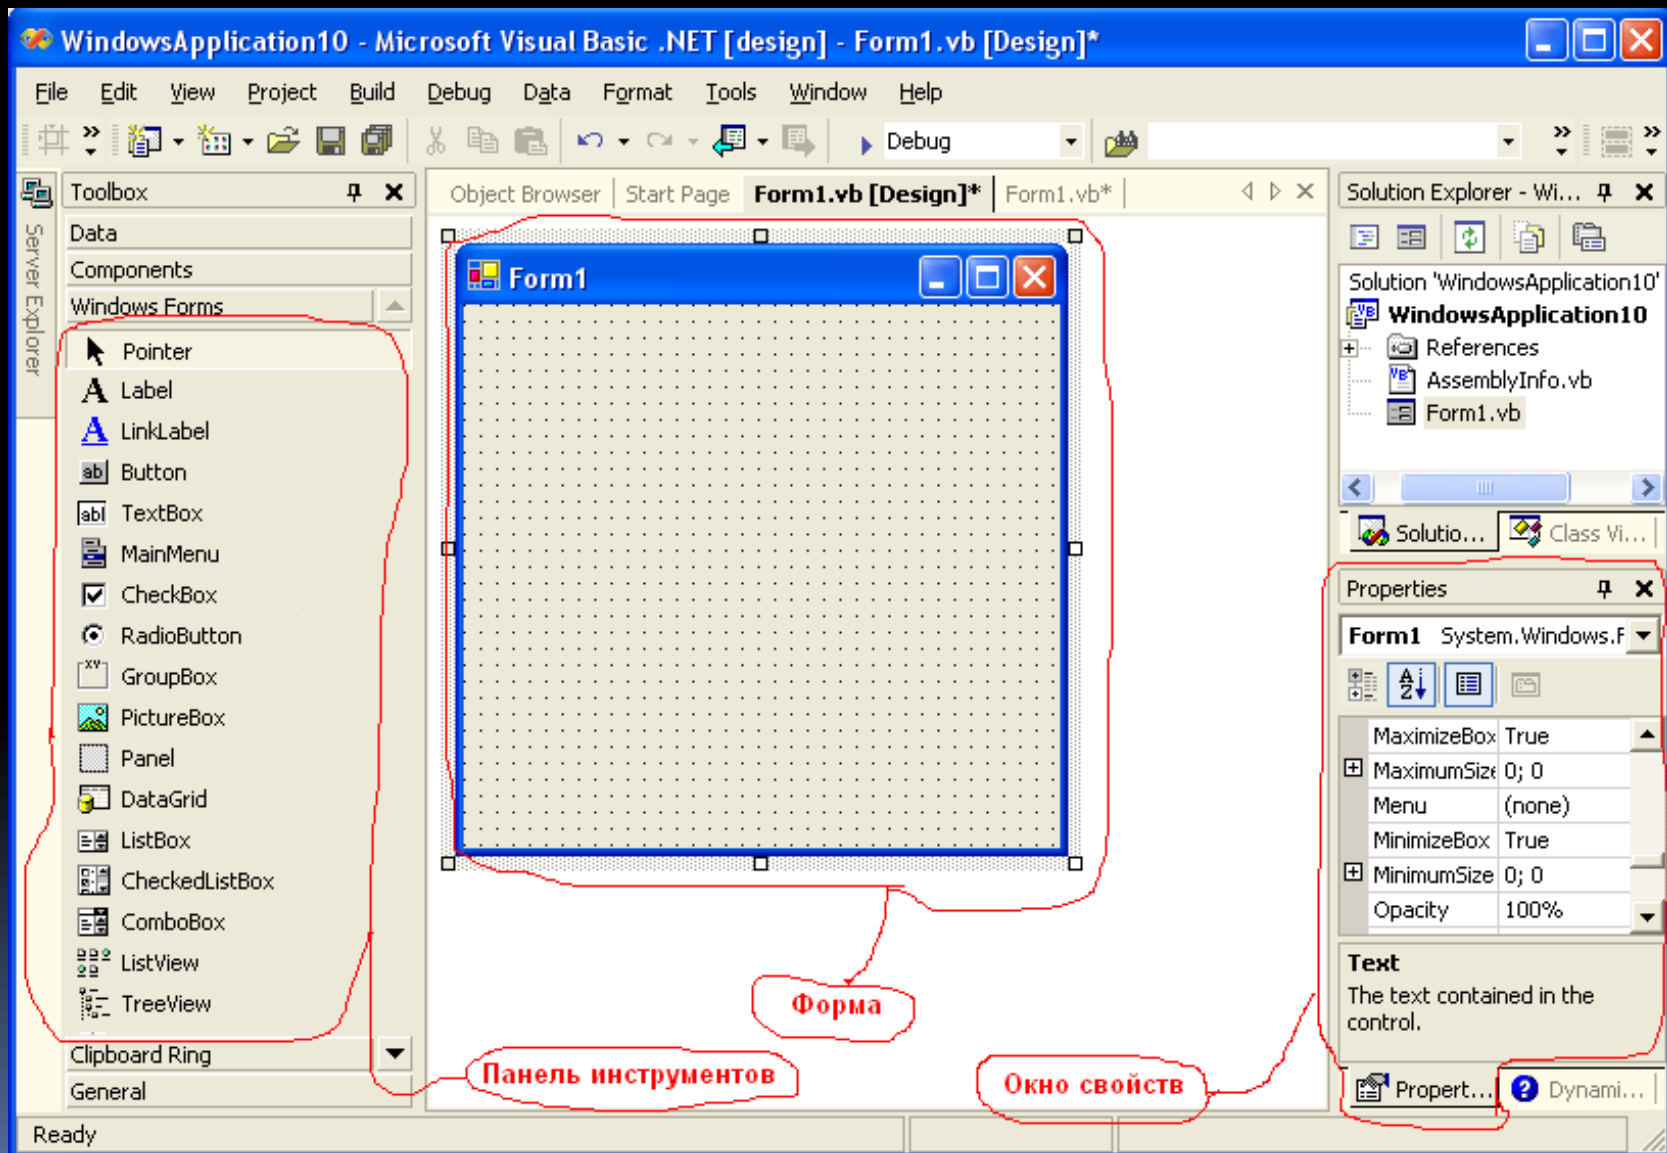 WindowsApplication10 - Microsoft Visual Basic .NET [design] - Form1.vb [Design]*
File Edit View Project Build Debug Data Format Tools Window Help
Debug
Server Explorer
Toolbox
Data
Components
Windows Forms
Pointer
Label
LinkLabel
Button
TextBox
MainMenu
CheckBox
RadioButton
GroupBox
PictureBox
Panel
DataGrid
ListBox
CheckedListBox
ComboBox
ListView
TreeView
Clipboard Ring
General
Object Browser Start Page Form1.vb [Design]* Form1.vb*
Form1
Форма
Панель инструментов
Окно свойств
Solution Explorer - Wi...
Solution 'WindowsApplication10'
WindowsApplication10
References
AssemblyInfo.vb
Form1.vb
Solutio... Class Vi...
Properties
Form1 System.Windows.F
MaximizeBox True
MaximumSize 0; 0
Menu (none)
MinimizeBox True
MinimumSize 0; 0
Opacity 100%
Text
The text contained in the
control.
Propert... Dynami...
Ready